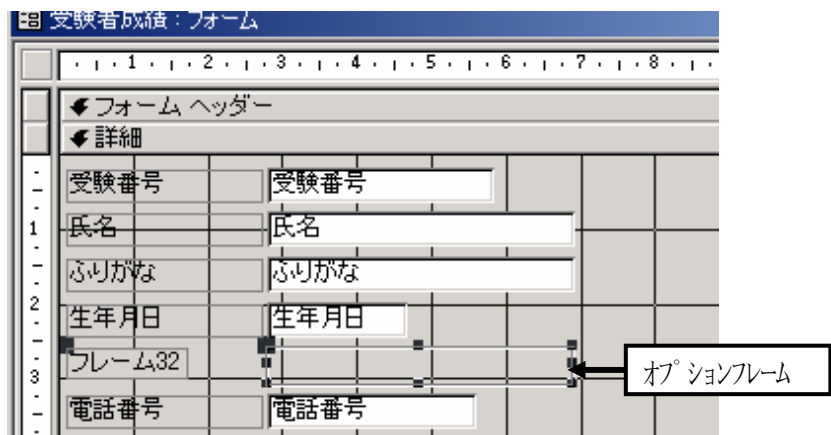 受験者成績 : フォーム
1 2 3 4 5 6 7 8
フォーム ヘッダー
詳細
受験番号 受験番号
1 氏名 氏名
ふりがな ふりがな
2 生年月日 生年月日
フレーム32
3
ｵﾌﾟｼｮﾝﾌﾚｰﾑ
電話番号 電話番号